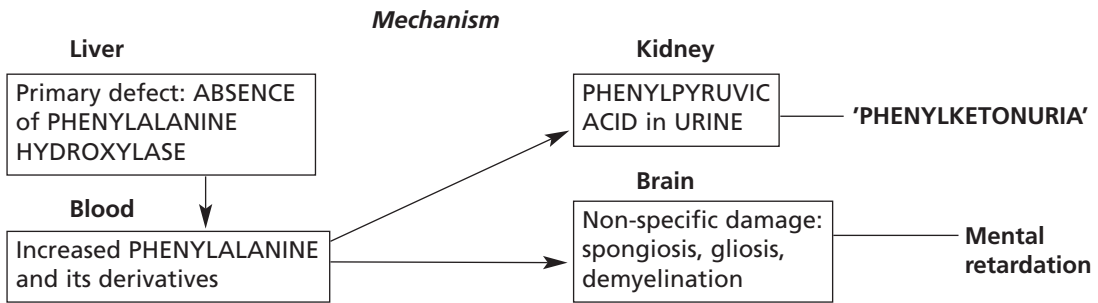 Mechanism
Liver
Primary defect: ABSENCE
of PHENYLALANINE
HYDROXYLASE
Blood
Increased PHENYLALANINE
and its derivatives
Kidney
PHENYLPYRUVIC
ACID in URINE
’PHENYLKETONURIA’
Brain
Non-specific damage:
spongiosis, gliosis,
demyelination
Mental
retardation